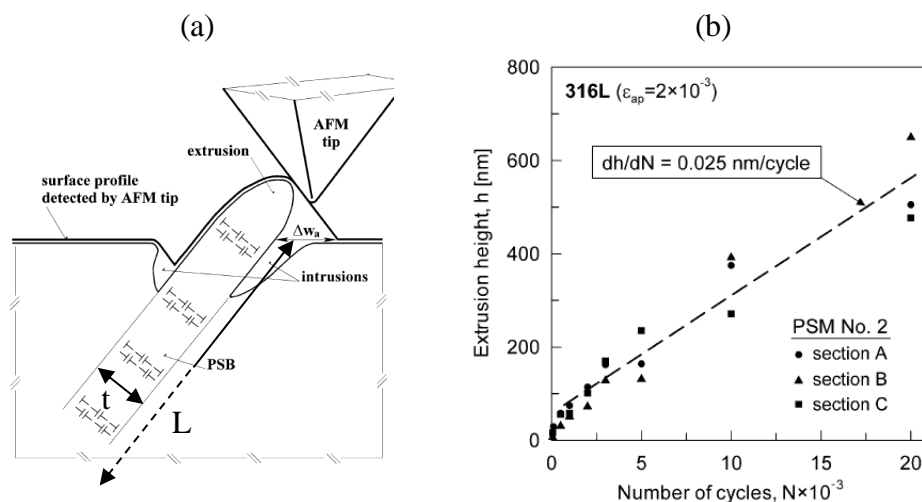 (a)
AFM
tip
extrusion
surface profile
detected by AFM tip
Δwₐ
intrusions
PSB
t
L
(b)
800
600
400
200
0
Extrusion height, h [nm]
316L (εap=2×10⁻³)
dh/dN = 0.025 nm/cycle
PSM No. 2
section A
section B
section C
0
5
10
15
20
Number of cycles, N×10⁻³